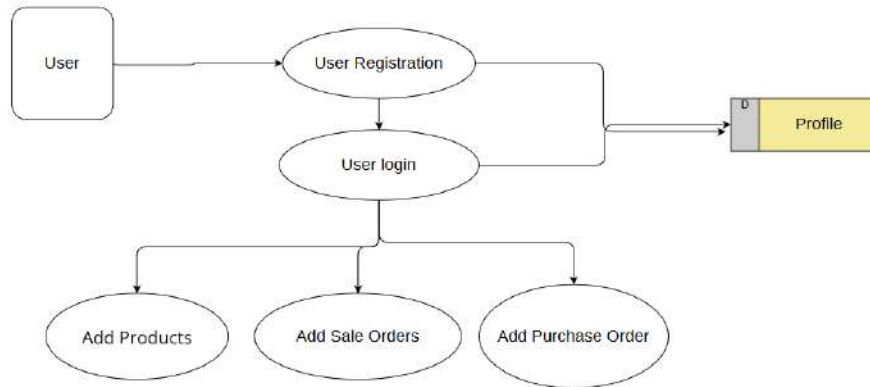 User
User Registration
D
Profile
User login
Add Products
Add Sale Orders
Add Purchase Order